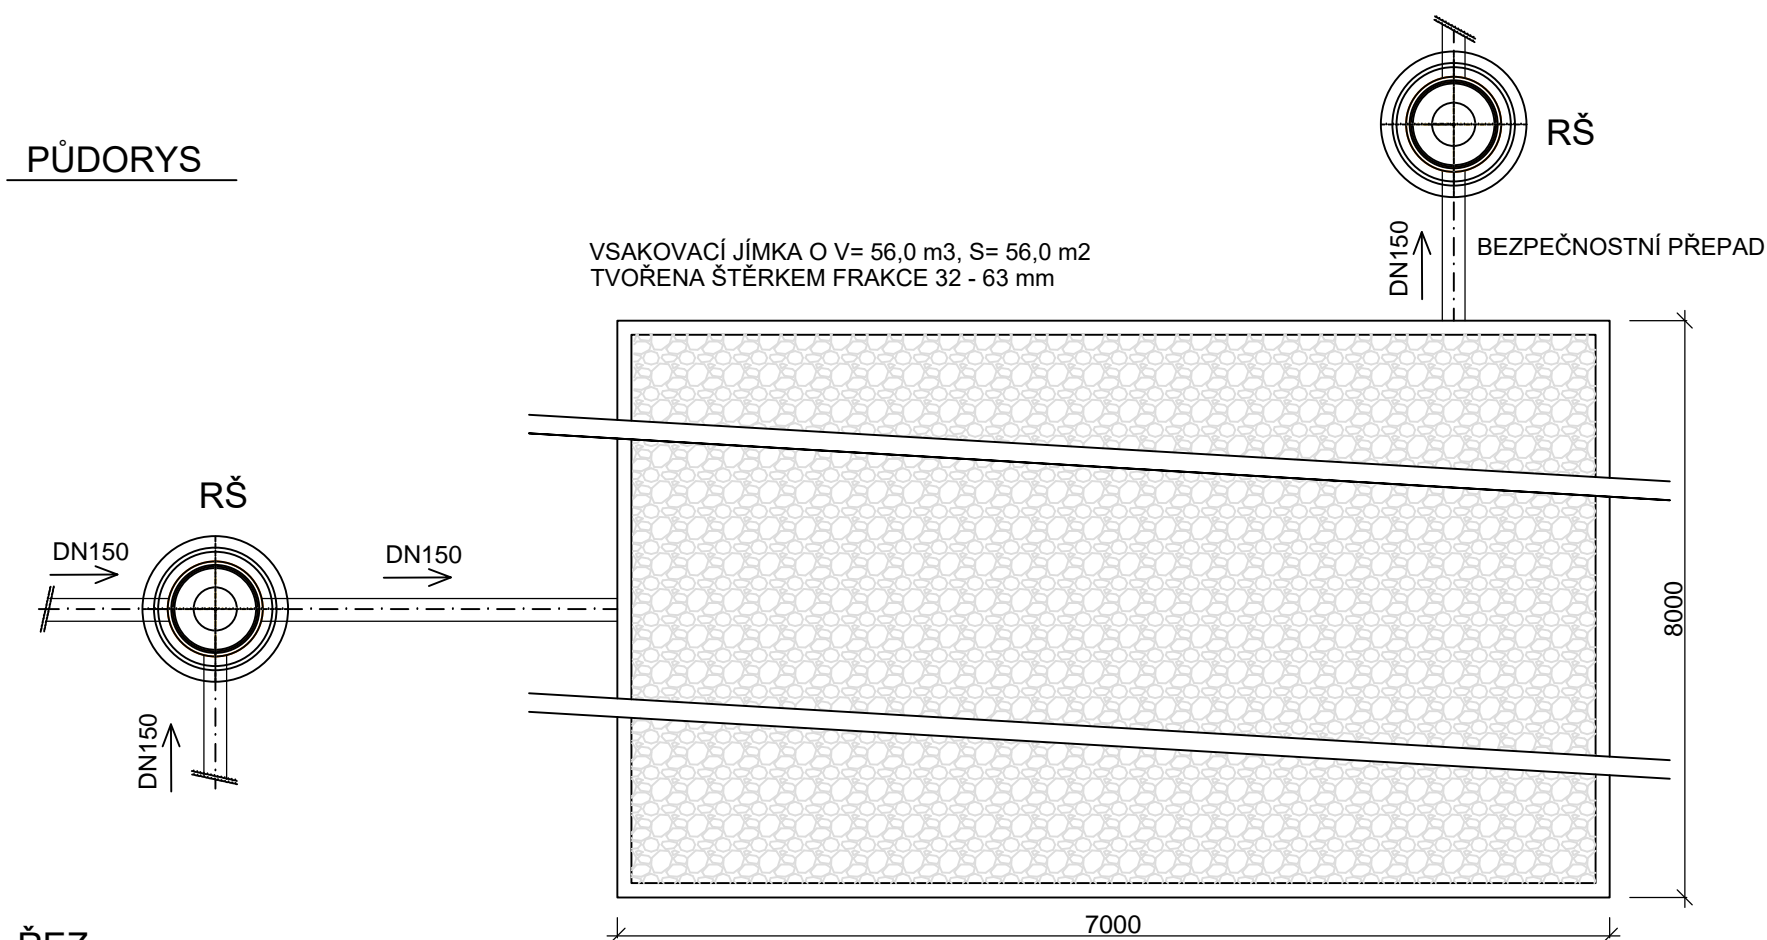 PŮDORYS
RŠ
VSAKOVACÍ JÍMKA O V= 56,0 m3, S= 56,0 m2
TVOŘENA ŠTĚRKEM FRAKCE 32 - 63 mm
DN150
BEZPEČNOSTNÍ PŘEPAD
RŠ
DN150
DN150
DN150
8000
7000
ŘEZ